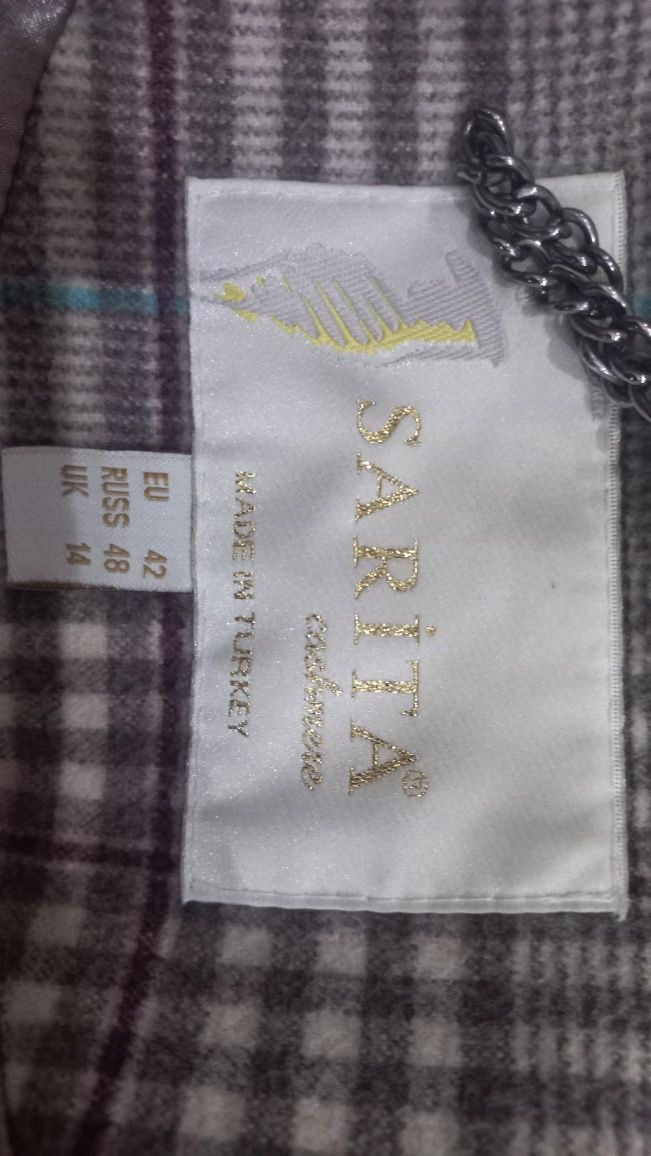 SARİTA®
cashmere
MADE IN TURKEY
EU 42
RUSS 48
UK 14